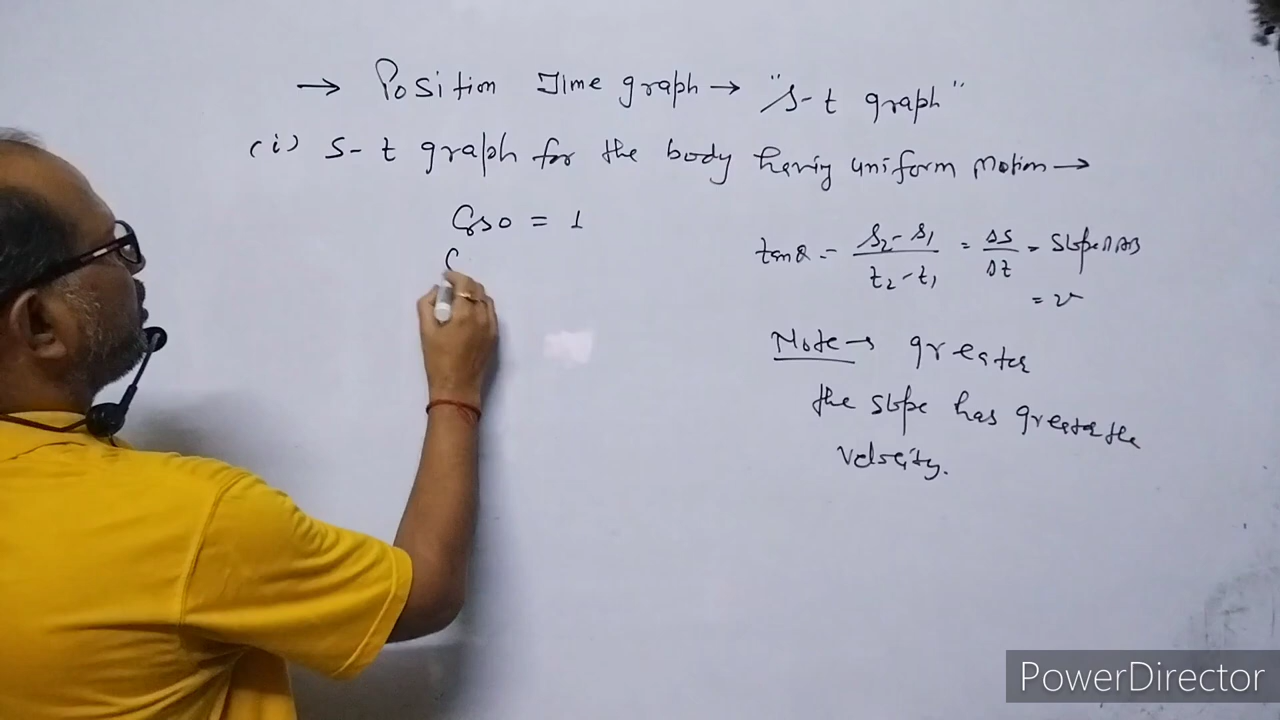 → Position Time graph → "s-t graph"
(i) s-t graph for the body having uniform motion →
Cos0 = 1
C
tanθ = s₂-s₁/t₂-t₁ = Δs/Δt = slope AB
= v
Note → greater
the slope has greater the
velocity.
PowerDirector